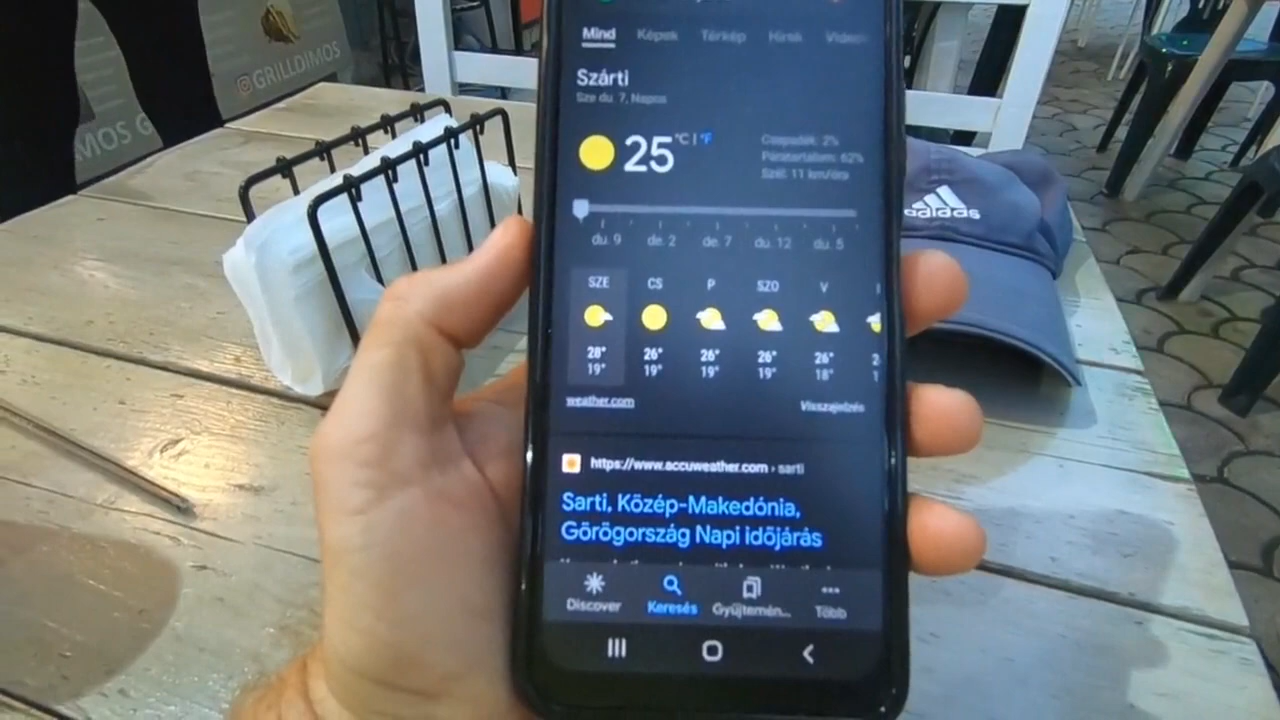 @GRILLDIMOS
MOS G
Mind Képek Térkép Hírek Videók
Szárti
Sze du. 7, Napos
25 °C | °F
Csapadék: 2%
Páratartalom: 62%
Szél: 11 km/óra
du. 9 de. 2 de. 7 du. 12 du. 5
SZE CS P SZO V
28° 26° 26° 26° 26°
19° 19° 19° 19° 18°
weather.com Visszajelzés
https://www.accuweather.com › sarti
Sarti, Közép-Makedónia,
Görögország Napi időjárás
Discover Keresés Gyűjtemén... Több
adidas